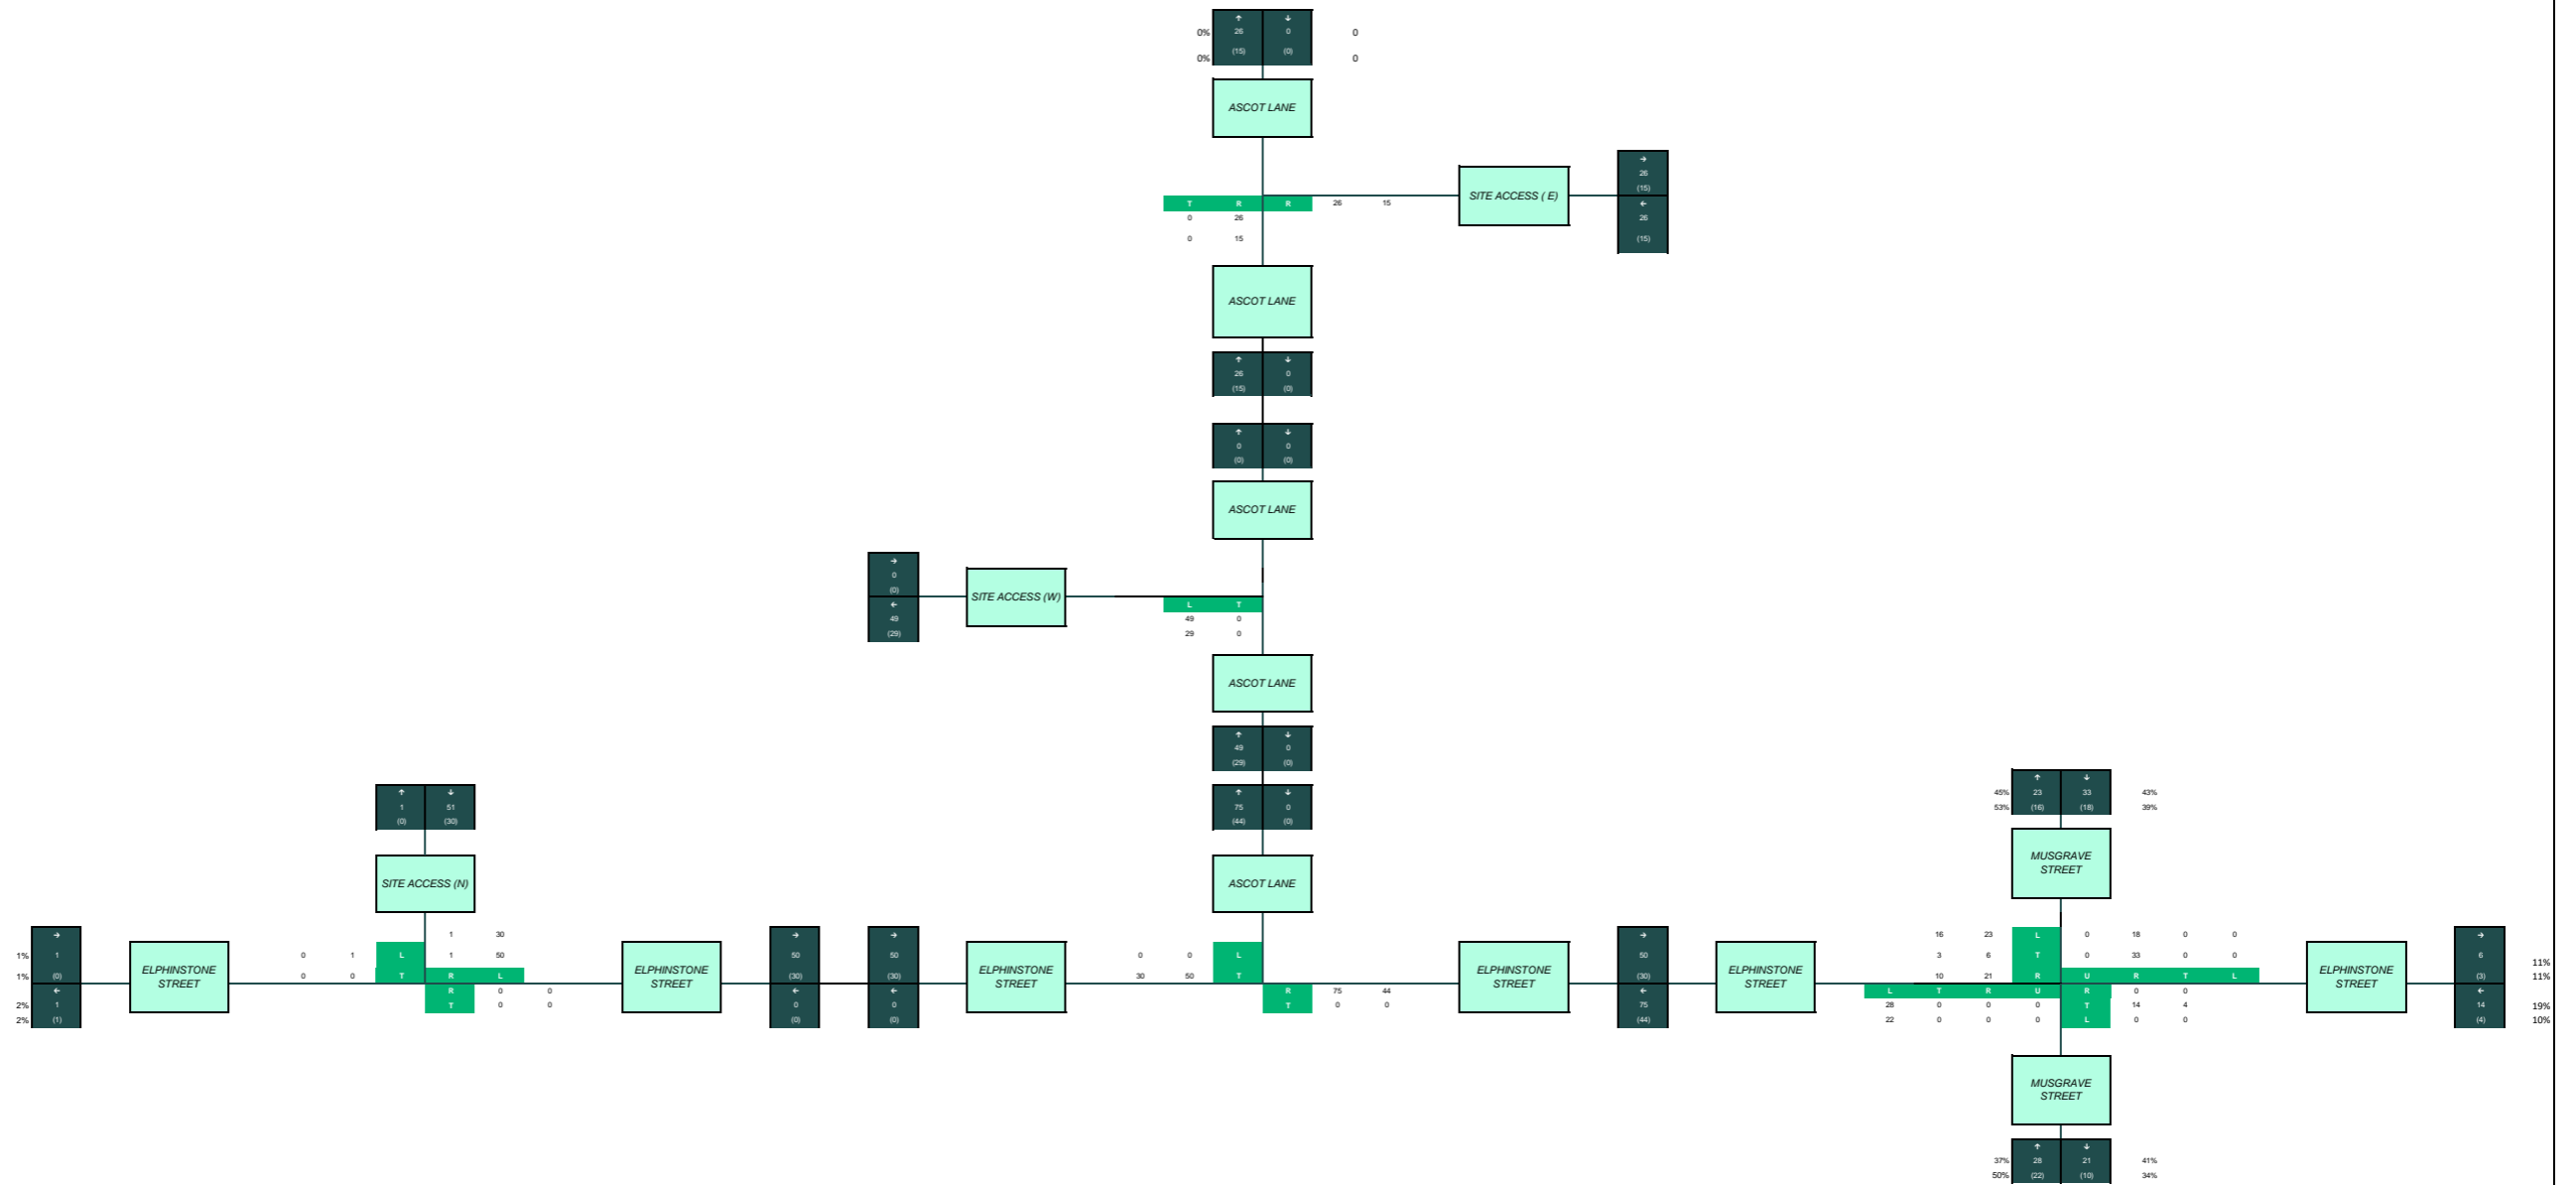 ↑ ↓
0% 26 0 0
(15) (0)
0% 0
ASCOT LANE
→
26
(15)
SITE ACCESS ( E)
T R R 26 15
←
0 26 26
0 15 (15)
ASCOT LANE
↑ ↓
26 0
(15) (0)
↑ ↓
0 0
(0) (0)
ASCOT LANE
→
0
(0)
SITE ACCESS (W)
← L T
49 49 0
(29) 29 0
ASCOT LANE
↑ ↓
49 0
(29) (0)
↑ ↓
45% 23 33 43%
53% (16) (18) 39%
↑ ↓ ↑ ↓
1 51 75 0
(0) (30) (44) (0)
MUSGRAVE
STREET
SITE ACCESS (N) ASCOT LANE
→ 1 30 → → → 16 23 L 0 18 0 0 →
1% 1 0 1 L 1 50 50 50 0 0 L 50 3 6 T 0 33 0 0 6
11%
ELPHINSTONE
STREET
ELPHINSTONE
STREET
ELPHINSTONE
STREET
ELPHINSTONE
STREET
ELPHINSTONE
STREET
ELPHINSTONE
STREET
1% (0) 0 0 T R L (30) (30) 30 50 T (30) 10 21 R U R T L (3) 11%
← R 0 0 ← ← R 75 44 ← L T R U R 0 0 ←
2% 1 T 0 0 0 0 T 0 0 75 28 0 0 0 T 14 4 14 19%
2% (1) (0) (0) (44) 22 0 0 0 L 0 0 (4) 10%
MUSGRAVE
STREET
↑ ↓
37% 28 21 41%
50% (22) (10) 34%